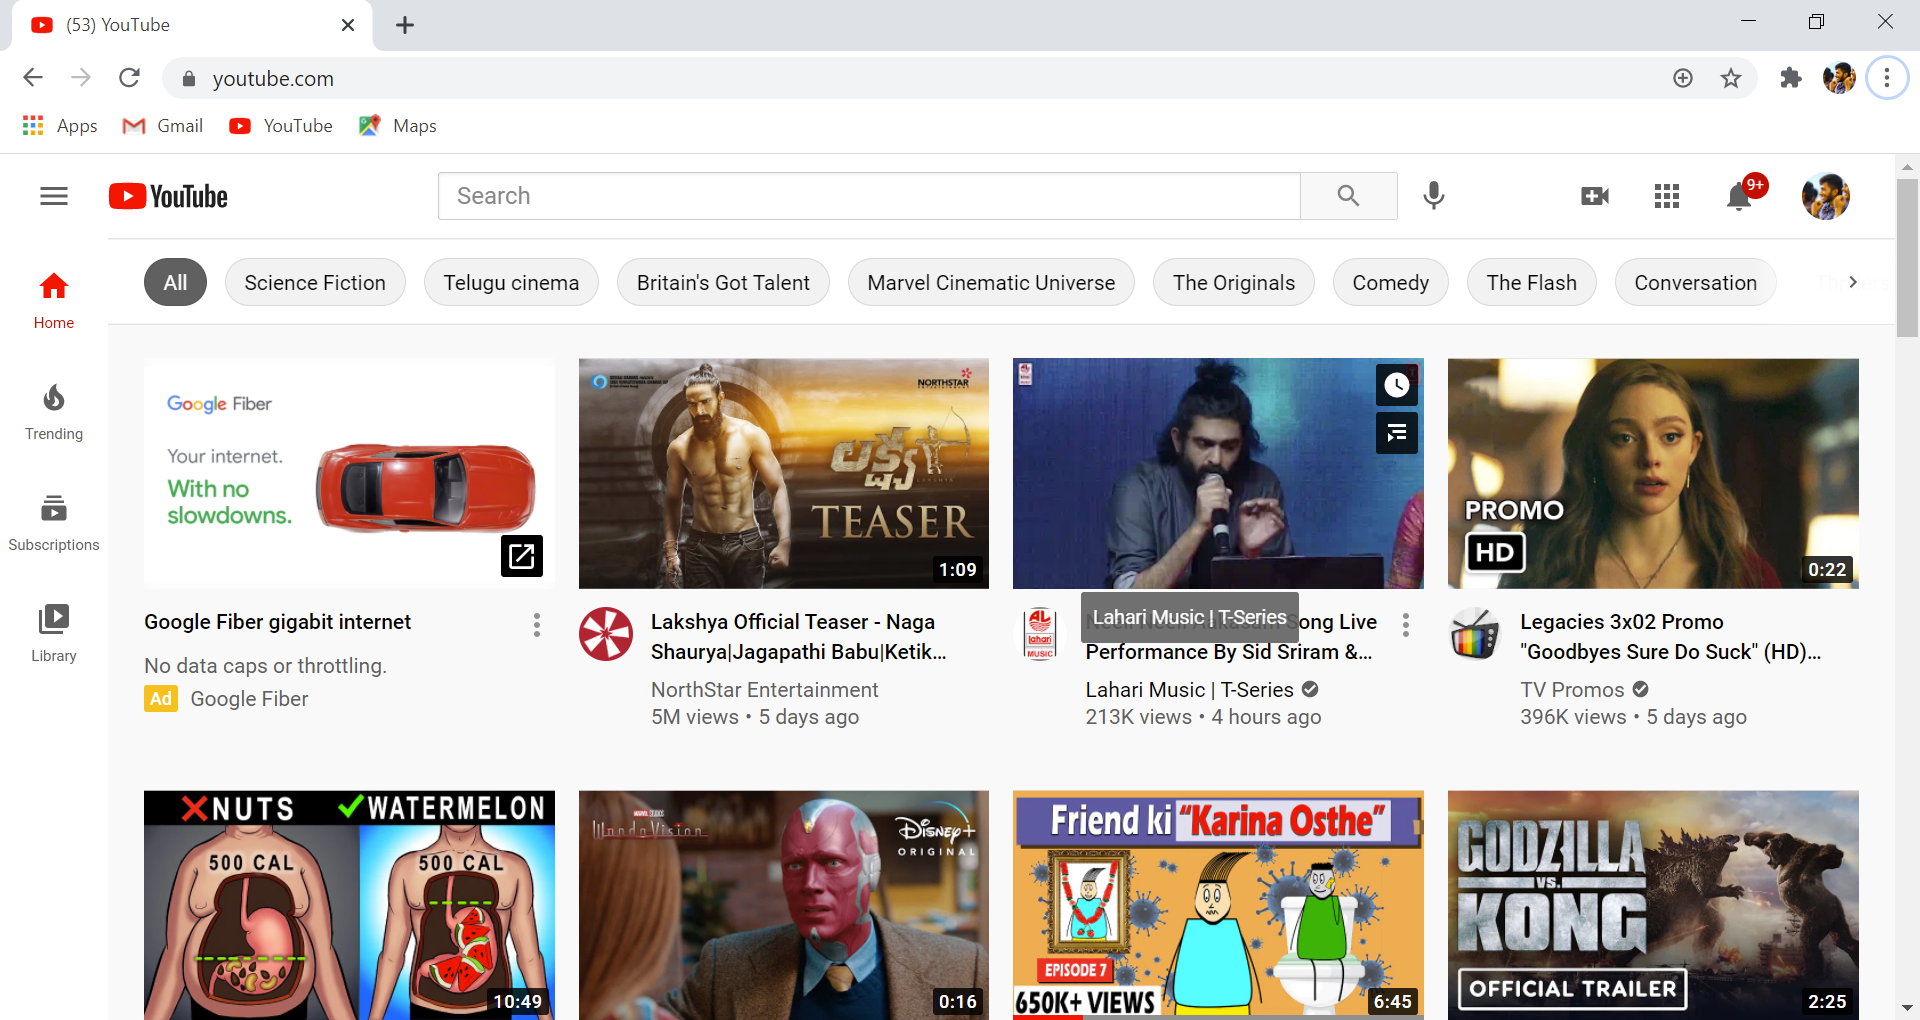 (53) YouTube
youtube.com
Apps Gmail YouTube Maps
YouTube
Search
9+
All Science Fiction Telugu cinema Britain's Got Talent Marvel Cinematic Universe The Originals Comedy The Flash Conversation
Home
Trending
Subscriptions
Library
Google Fiber
Your internet.
With no
slowdowns.
Google Fiber gigabit internet
No data caps or throttling.
Ad Google Fiber
NORTHSTAR
లక్ష్య
LAKSHYA
TEASER
1:09
Lakshya Official Teaser - Naga
Shaurya|Jagapathi Babu|Ketik...
NorthStar Entertainment
5M views • 5 days ago
Lahari Music | T-Series
lahari
MUSIC
Song Live
Performance By Sid Sriram &...
Lahari Music | T-Series
213K views • 4 hours ago
PROMO
HD
0:22
Legacies 3x02 Promo
"Goodbyes Sure Do Suck" (HD)...
TV Promos
396K views • 5 days ago
NUTS WATERMELON
500 CAL 500 CAL
10:49
MARVEL STUDIOS
WandaVision
Disney+
ORIGINAL
0:16
Friend ki "Karina Osthe"
EPISODE 7
650K+ VIEWS
6:45
GODZILLA
VS.
KONG
OFFICIAL TRAILER
2:25